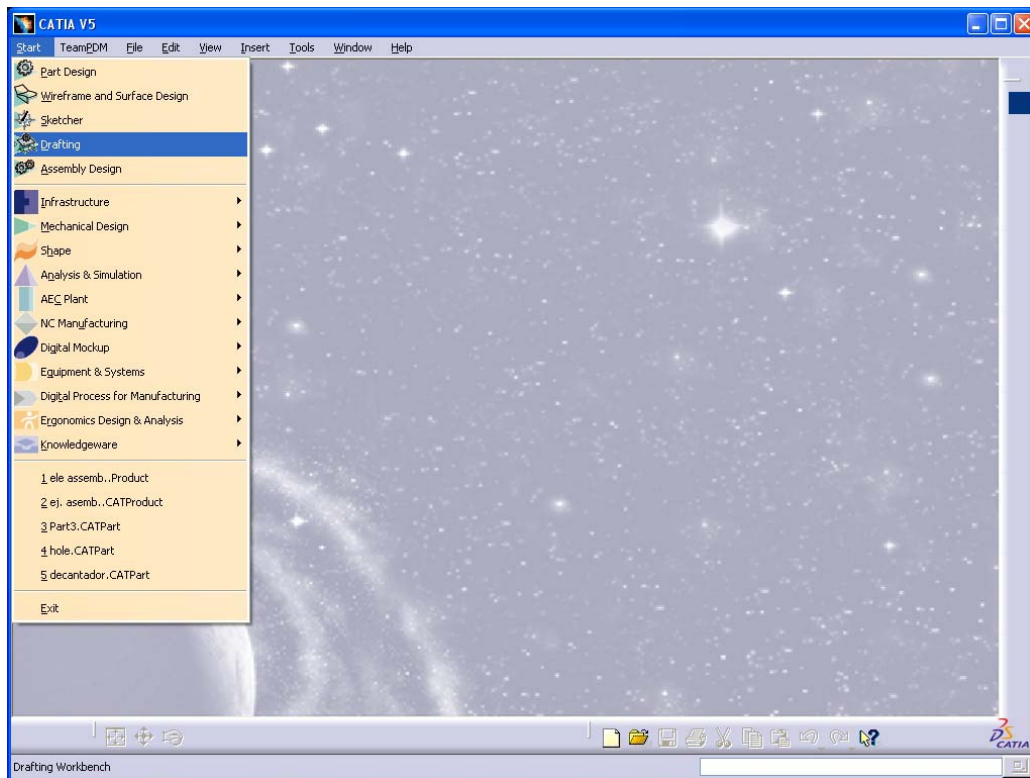 CATIA V5
Start TeamPDM File Edit View Insert Tools Window Help
Part Design
Wireframe and Surface Design
Sketcher
Drafting
Assembly Design
Infrastructure
Mechanical Design
Shape
Analysis & Simulation
AEC Plant
NC Manufacturing
Digital Mockup
Equipment & Systems
Digital Process for Manufacturing
Ergonomics Design & Analysis
Knowledgeware
1 ele assemb..Product
2 ej. asemb..CATProduct
3 Part3.CATPart
4 hole.CATPart
5 decantador.CATPart
Exit
CATIA
Drafting Workbench